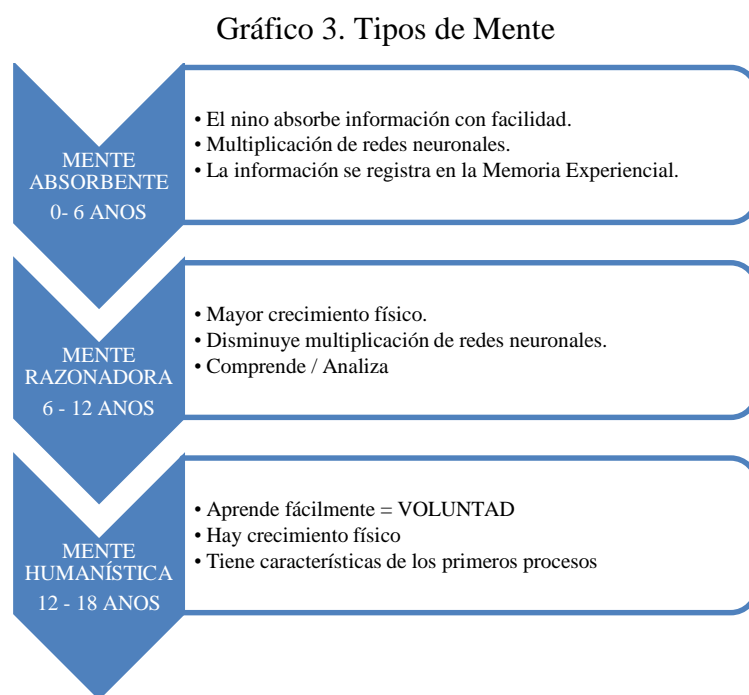 Gráfico 3. Tipos de Mente
MENTE
ABSORBENTE
0- 6 ANOS
• El nino absorbe información con facilidad.
• Multiplicación de redes neuronales.
• La información se registra en la Memoria Experiencial.
MENTE
RAZONADORA
6 - 12 ANOS
• Mayor crecimiento físico.
• Disminuye multiplicación de redes neuronales.
• Comprende / Analiza
MENTE
HUMANÍSTICA
12 - 18 ANOS
• Aprende fácilmente = VOLUNTAD
• Hay crecimiento físico
• Tiene características de los primeros procesos